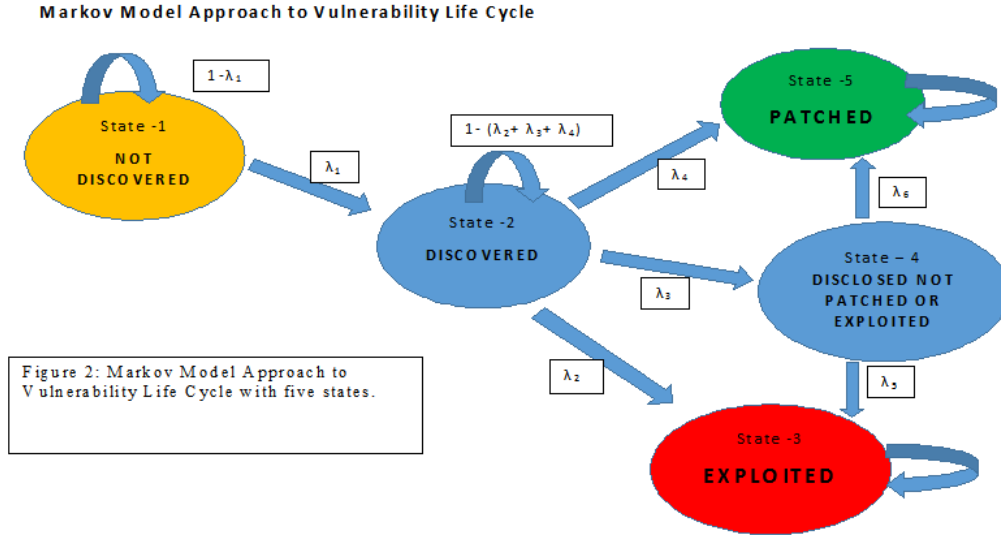 Markov Model Approach to Vulnerability Life Cycle
1-λ₁
State -1
NOT
DISCOVERED
λ₁
1- (λ₂+ λ₃+ λ₄)
State -2
DISCOVERED
State -5
PATCHED
λ₄
λ₆
λ₃
State – 4
DISCLOSED NOT
PATCHED OR
EXPLOITED
λ₂
λ₅
State -3
EXPLOITED
Figure 2: Markov Model Approach to
Vulnerability Life Cycle with five states.